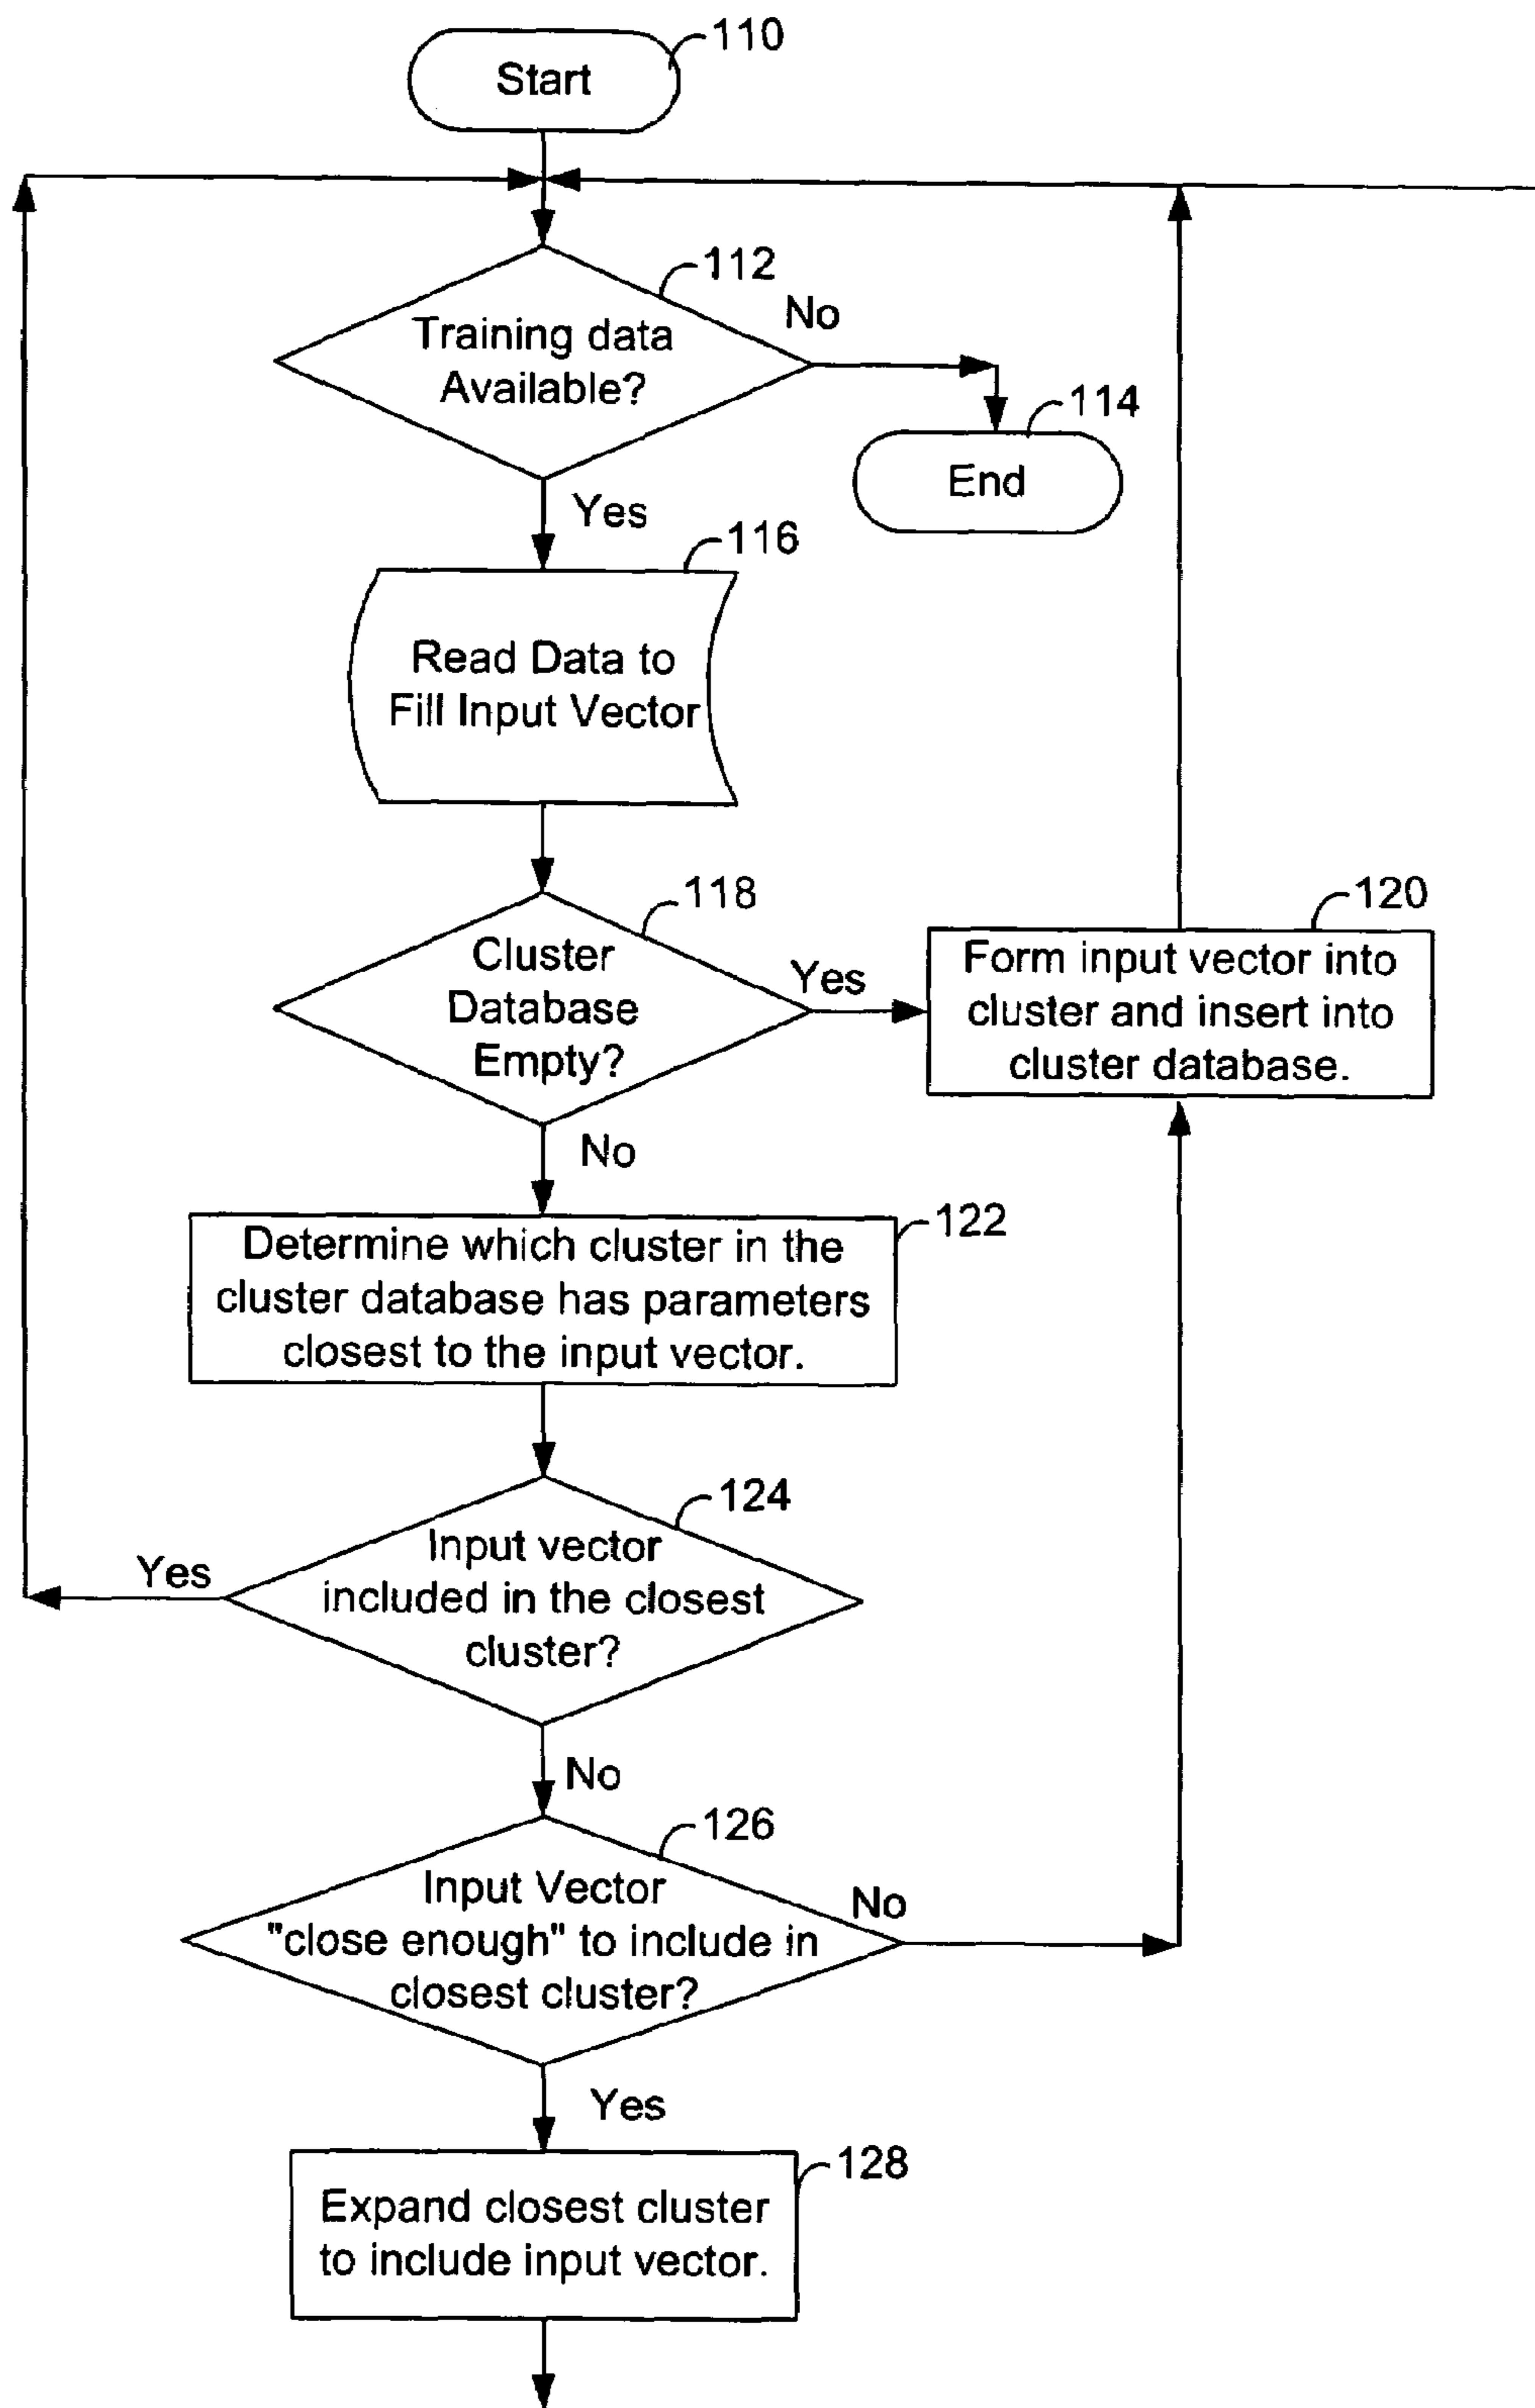 Start
110
112
Training data
Available?
No
114
End
Yes
116
Read Data to
Fill Input Vector
118
Cluster
Database
Empty?
Yes
120
Form input vector into
cluster and insert into
cluster database.
No
122
Determine which cluster in the
cluster database has parameters
closest to the input vector.
124
Input vector
included in the closest
cluster?
Yes
No
126
Input Vector
"close enough" to include in
closest cluster?
No
Yes
128
Expand closest cluster
to include input vector.